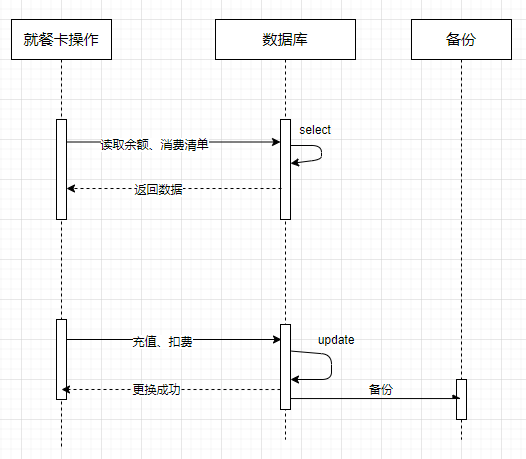 就餐卡操作
数据库
备份
select
读取余额、消费清单
返回数据
充值、扣费
update
更换成功
备份